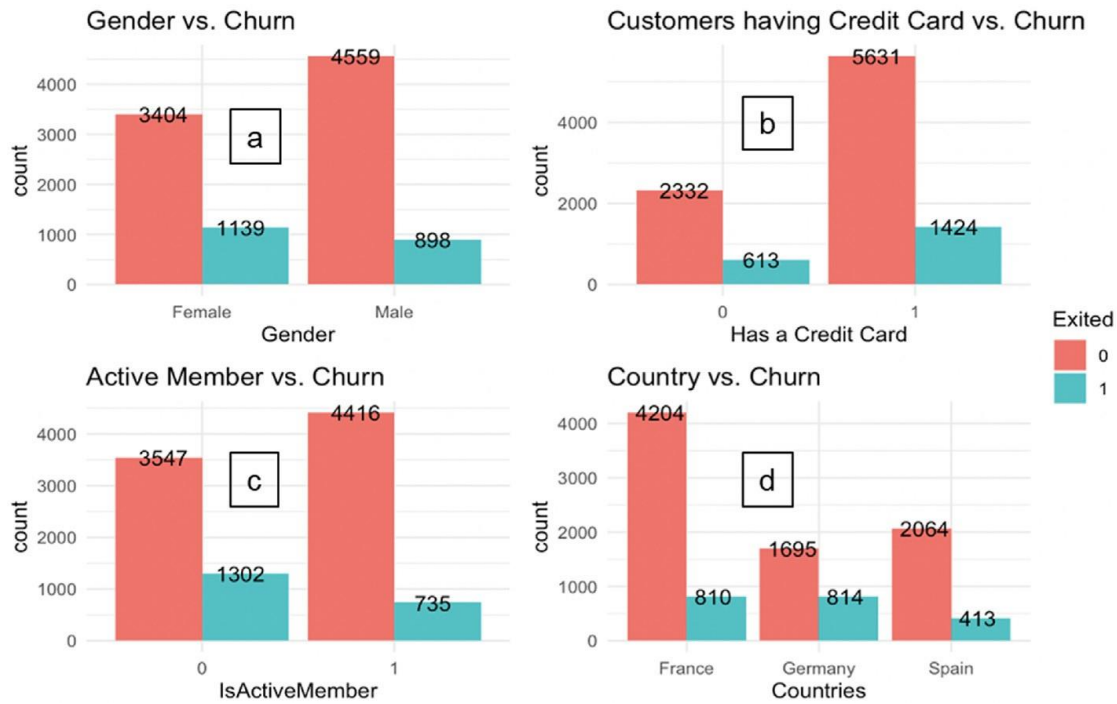 Gender vs. Churn
count
4000
3000
2000
1000
0
3404
1139
4559
898
a
Female
Male
Gender
Customers having Credit Card vs. Churn
count
4000
2000
0
2332
613
5631
1424
b
0
1
Has a Credit Card
Active Member vs. Churn
count
4000
3000
2000
1000
0
3547
1302
4416
735
c
0
1
IsActiveMember
Country vs. Churn
count
4000
3000
2000
1000
0
4204
810
1695
814
2064
413
d
France
Germany
Spain
Countries
Exited
0
1